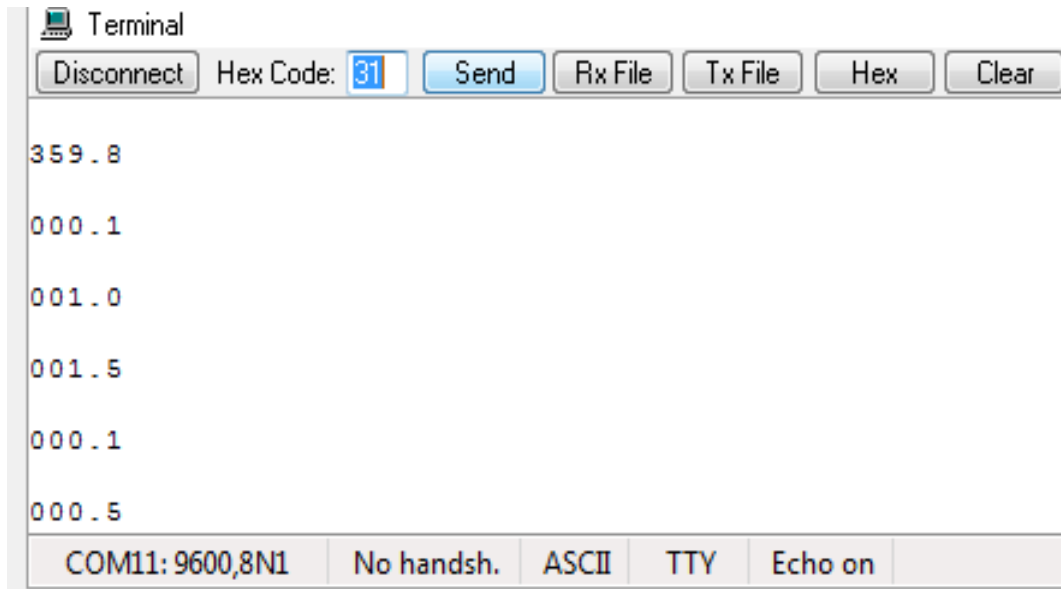 Terminal
Disconnect Hex Code: 31 Send Rx File Tx File Hex Clear
359.8
000.1
001.0
001.5
000.1
000.5
COM11: 9600,8N1 No handsh. ASCII TTY Echo on